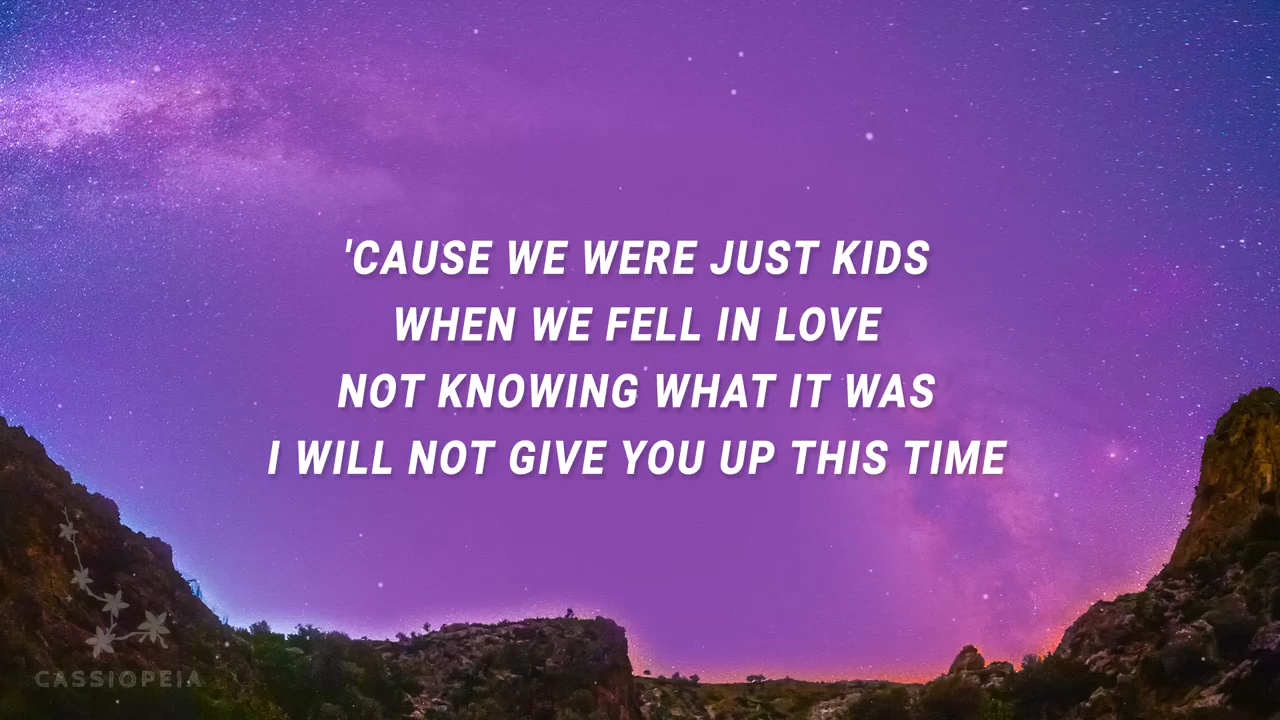 'CAUSE WE WERE JUST KIDS
WHEN WE FELL IN LOVE
NOT KNOWING WHAT IT WAS
I WILL NOT GIVE YOU UP THIS TIME
CASSIOPEIA